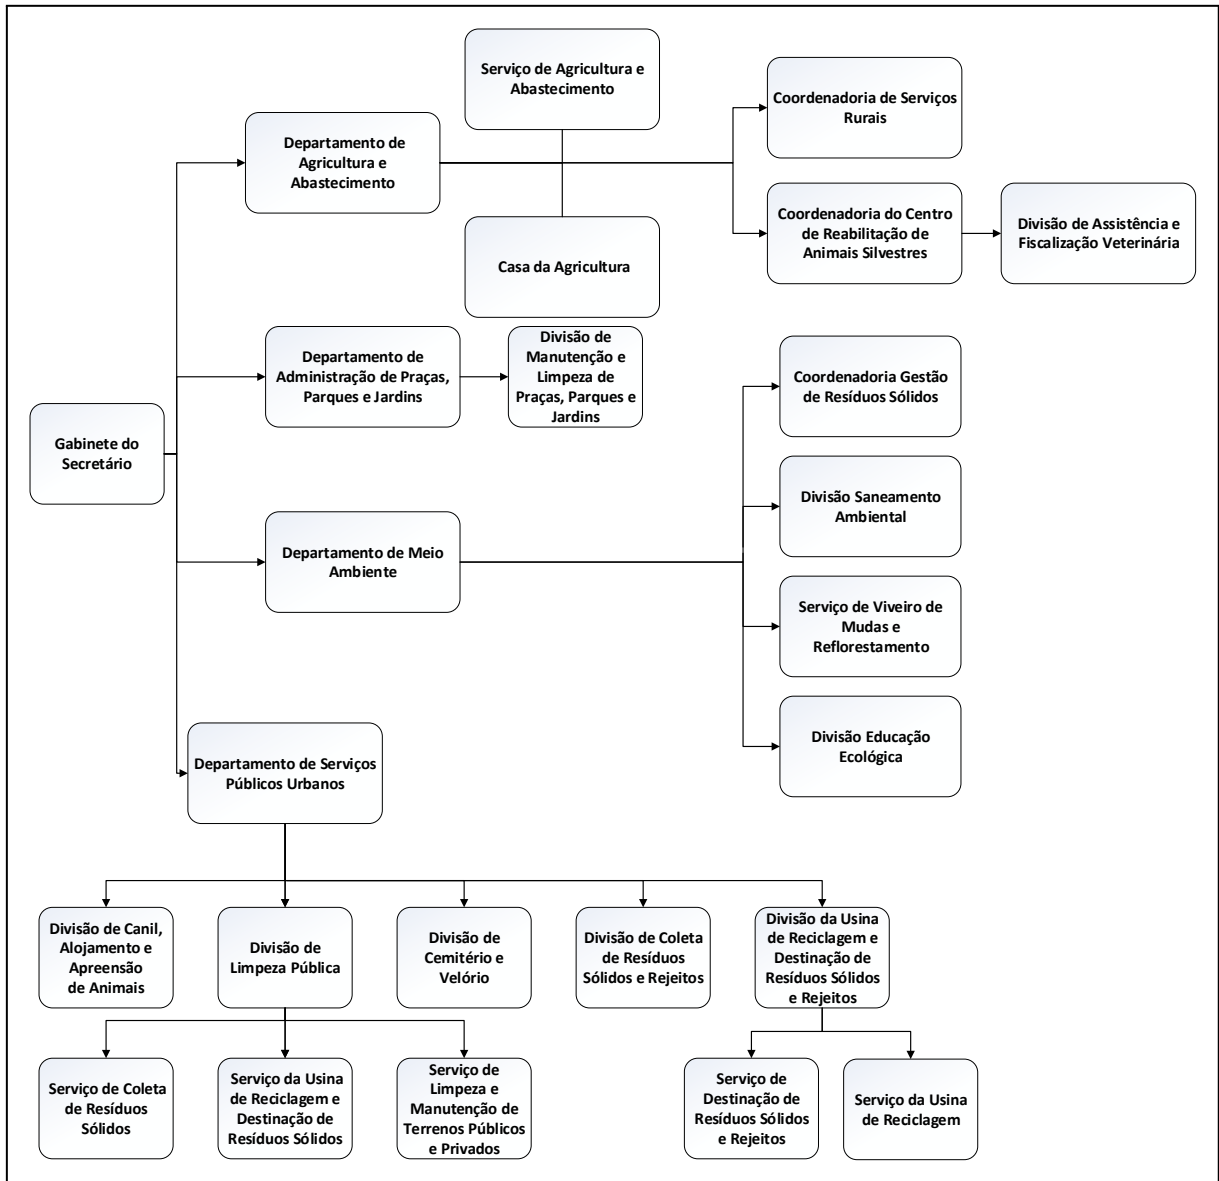 Serviço de Agricultura e
Abastecimento
Coordenadoria de Serviços
Rurais
Departamento de
Agricultura e
Abastecimento
Coordenadoria do Centro
de Reabilitação de
Animais Silvestres
Divisão de Assistência e
Fiscalização Veterinária
Casa da Agricultura
Departamento de
Administração de Praças,
Parques e Jardins
Divisão de
Manutenção e
Limpeza de
Praças, Parques e
Jardins
Coordenadoria Gestão
de Resíduos Sólidos
Gabinete do
Secretário
Divisão Saneamento
Ambiental
Departamento de Meio
Ambiente
Serviço de Viveiro de
Mudas e
Reflorestamento
Divisão Educação
Ecológica
Departamento de Serviços
Públicos Urbanos
Divisão de Canil,
Alojamento e
Apreensão
de Animais
Divisão de
Limpeza Pública
Divisão de
Cemitério e
Velório
Divisão de Coleta
de Resíduos
Sólidos e Rejeitos
Divisão da Usina
de Reciclagem e
Destinação de
Resíduos Sólidos
e Rejeitos
Serviço de Coleta
de Resíduos
Sólidos
Serviço da Usina
de Reciclagem e
Destinação de
Resíduos Sólidos
Serviço de
Limpeza e
Manutenção de
Terrenos Públicos
e Privados
Serviço de
Destinação de
Resíduos Sólidos
e Rejeitos
Serviço da Usina
de Reciclagem